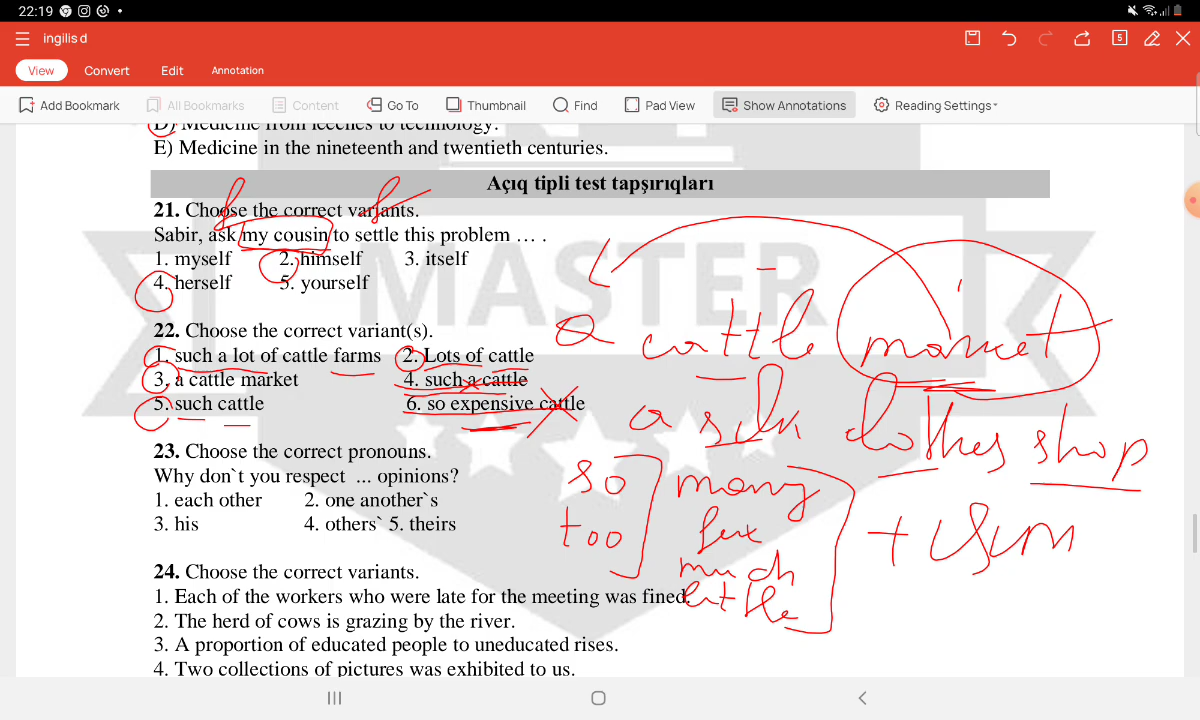 22:19
ingilis d
View Convert Edit Annotation
Add Bookmark All Bookmarks Content Go To Thumbnail Find Pad View Show Annotations Reading Settings
D) Medicine from leeches to technology.
E) Medicine in the nineteenth and twentieth centuries.
Açıq tipli test tapşırıqları
21. Choose the correct variants.
Sabir, ask my cousin to settle this problem … .
1. myself 2. himself 3. itself
4. herself 5. yourself
22. Choose the correct variant(s).
1. such a lot of cattle farms 2. Lots of cattle
3. a cattle market 4. such a cattle
5. such cattle 6. so expensive cattle
a cattle market
a clothes shop
23. Choose the correct pronouns.
Why don`t you respect … opinions?
1. each other 2. one another`s
3. his 4. others` 5. theirs
so many
too few
much
little
24. Choose the correct variants.
1. Each of the workers who were late for the meeting was fined.
2. The herd of cows is grazing by the river.
3. A proportion of educated people to uneducated rises.
4. Two collections of pictures was exhibited to us.
MASTER